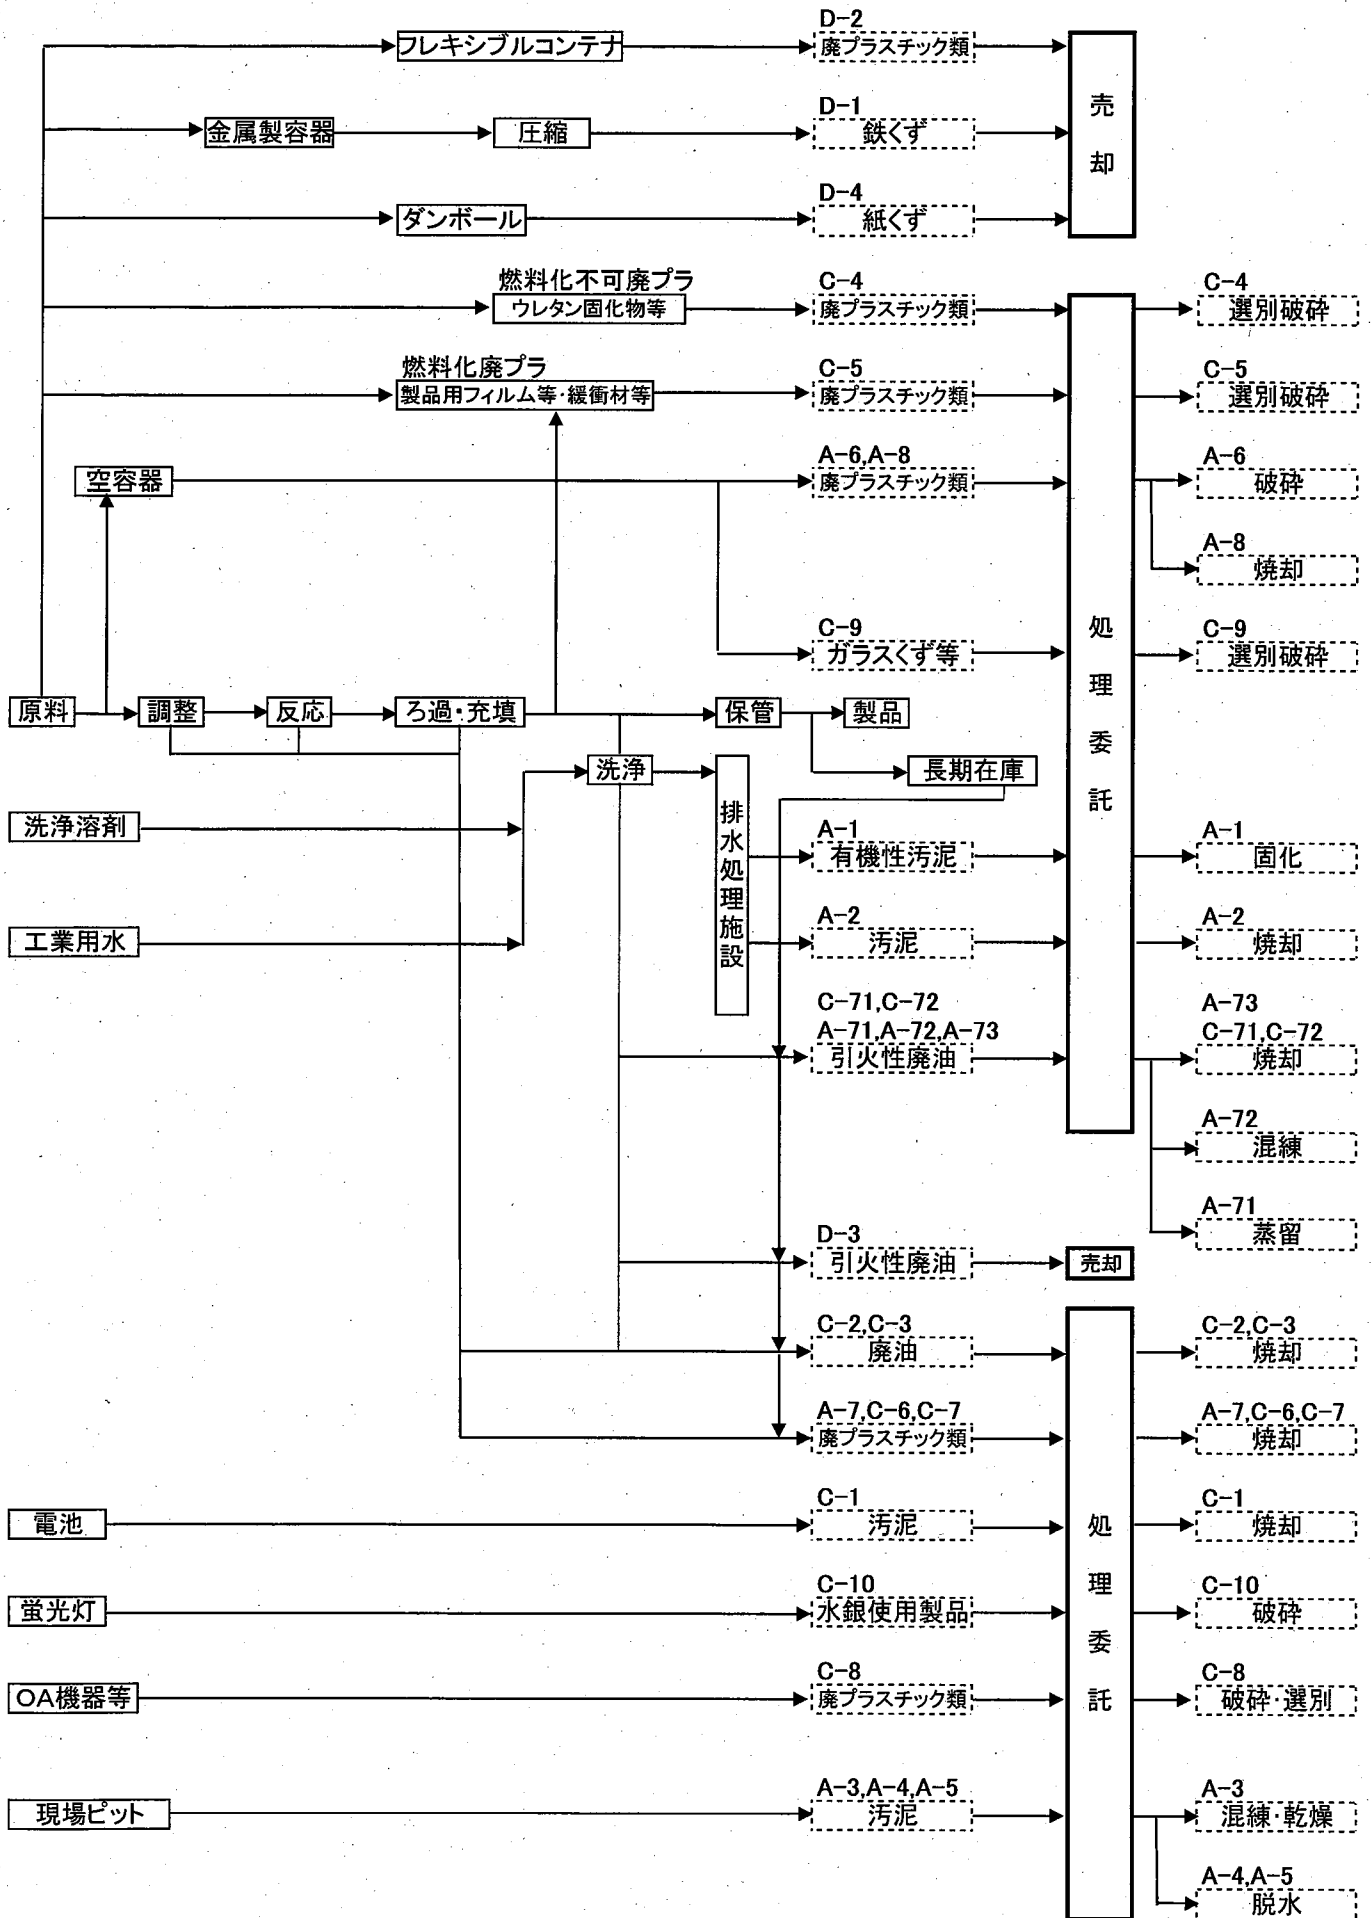 D-2
フレキシブルコンテナ
廃プラスチック類
D-1
金属製容器
圧縮
鉄くず
売却
D-4
ダンボール
紙くず
燃料化不可廃プラ
ウレタン固化物等
C-4
廃プラスチック類
C-4
選別破砕
燃料化廃プラ
製品用フィルム等・緩衝材等
C-5
廃プラスチック類
C-5
選別破砕
空容器
A-6,A-8
廃プラスチック類
A-6
破砕
A-8
焼却
C-9
ガラスくず等
C-9
選別破砕
処理委託
原料
調整
反応
ろ過・充填
保管
製品
洗浄
長期在庫
洗浄溶剤
排水処理施設
A-1
有機性汚泥
A-1
固化
工業用水
A-2
汚泥
A-2
焼却
C-71,C-72
A-71,A-72,A-73
引火性廃油
A-73
C-71,C-72
焼却
A-72
混練
A-71
蒸留
D-3
引火性廃油
売却
C-2,C-3
廃油
C-2,C-3
焼却
A-7,C-6,C-7
廃プラスチック類
A-7,C-6,C-7
焼却
電池
C-1
汚泥
C-1
焼却
処理委託
蛍光灯
C-10
水銀使用製品
C-10
破砕
OA機器等
C-8
廃プラスチック類
C-8
破砕・選別
現場ピット
A-3,A-4,A-5
汚泥
A-3
混練・乾燥
A-4,A-5
脱水